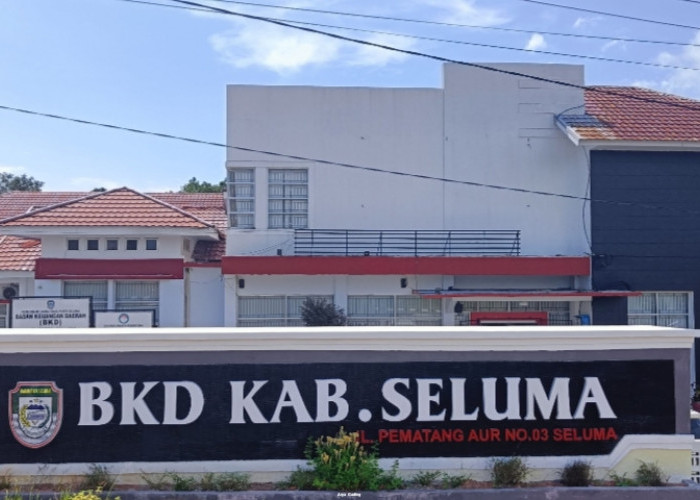 BADAN KEUANGAN DAERAH
(BKD)
BKD KAB. SELUMA
JL. PEMATANG AUR NO.03 SELUMA